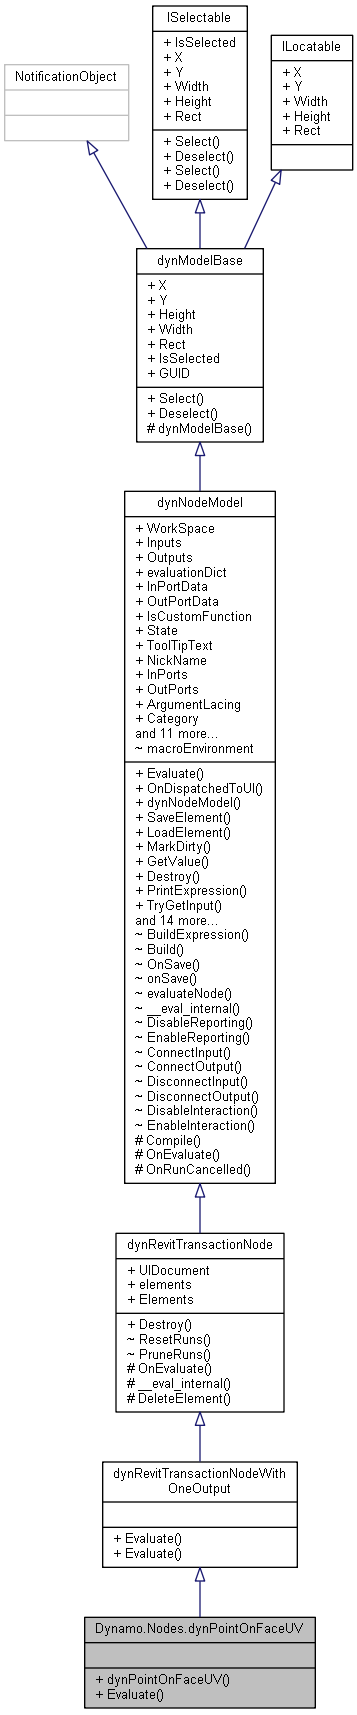 ISelectable
+ IsSelected
+ X
+ Y
+ Width
+ Height
+ Rect
+ Select()
+ Deselect()
+ Select()
+ Deselect()
ILocatable
+ X
+ Y
+ Width
+ Height
+ Rect
NotificationObject
dynModelBase
+ X
+ Y
+ Height
+ Width
+ Rect
+ IsSelected
+ GUID
+ Select()
+ Deselect()
# dynModelBase()
dynNodeModel
+ WorkSpace
+ Inputs
+ Outputs
+ evaluationDict
+ InPortData
+ OutPortData
+ IsCustomFunction
+ State
+ ToolTipText
+ NickName
+ InPorts
+ OutPorts
+ ArgumentLacing
+ Category
and 11 more...
~ macroEnvironment
+ Evaluate()
+ OnDispatchedToUI()
+ dynNodeModel()
+ SaveElement()
+ LoadElement()
+ MarkDirty()
+ GetValue()
+ Destroy()
+ PrintExpression()
+ TryGetInput()
and 14 more...
~ BuildExpression()
~ Build()
~ OnSave()
~ onSave()
~ evaluateNode()
~ __eval_internal()
~ DisableReporting()
~ EnableReporting()
~ ConnectInput()
~ ConnectOutput()
~ DisconnectInput()
~ DisconnectOutput()
~ DisableInteraction()
~ EnableInteraction()
# Compile()
# OnEvaluate()
# OnRunCancelled()
dynRevitTransactionNode
+ UIDocument
+ elements
+ Elements
+ Destroy()
~ ResetRuns()
~ PruneRuns()
# OnEvaluate()
# __eval_internal()
# DeleteElement()
dynRevitTransactionNodeWith
OneOutput
+ Evaluate()
+ Evaluate()
Dynamo.Nodes.dynPointOnFaceUV
+ dynPointOnFaceUV()
+ Evaluate()